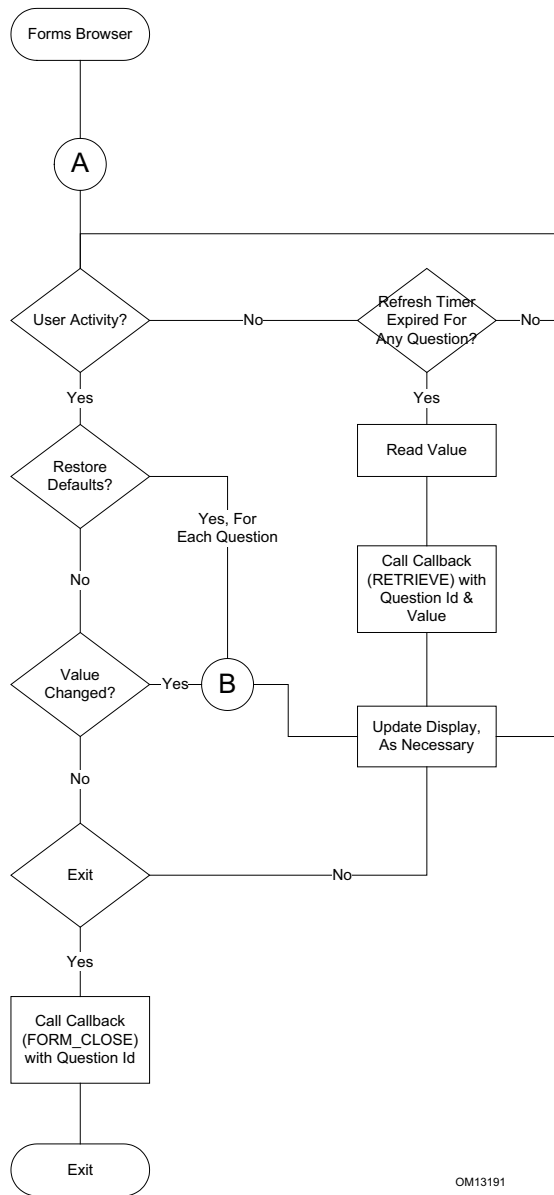 Forms Browser
A
User Activity?
No
Refresh Timer
Expired For
Any Question?
No
Yes
Yes
Read Value
Restore
Defaults?
Yes, For
Each Question
Call Callback
(RETRIEVE) with
Question Id &
Value
No
Value
Changed?
Yes
B
Update Display,
As Necessary
No
Exit
No
Yes
Call Callback
(FORM_CLOSE)
with Question Id
Exit
OM13191